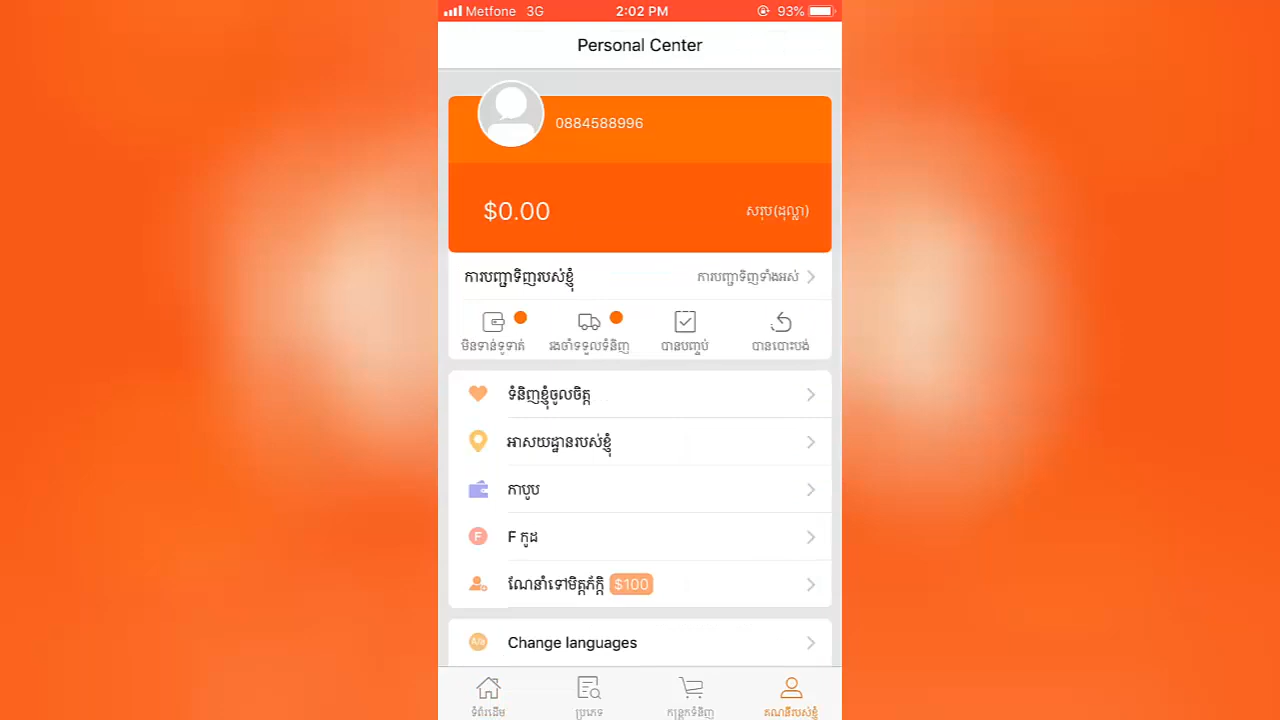 Metfone 3G 2:02 PM 93%
Personal Center
0884588996
$0.00 សរុប(ដុល្លា)
ការបញ្ជាទិញរបស់ខ្ញុំ ការបញ្ជាទិញទាំងអស់
មិនទាន់ទូទាត់ រងចាំទទួលទំនិញ បានបញ្ចប់ បានបោះបង់
ទំនិញខ្ញុំចូលចិត្ត
អាសយដ្ឋានរបស់ខ្ញុំ
កាបូប
F F កូដ
ណែនាំទៅមិត្តភ័ក្តិ $100
A/a Change languages
ទំព័រដើម ប្រភេទ កន្ត្រកទំនិញ គណនីរបស់ខ្ញុំ